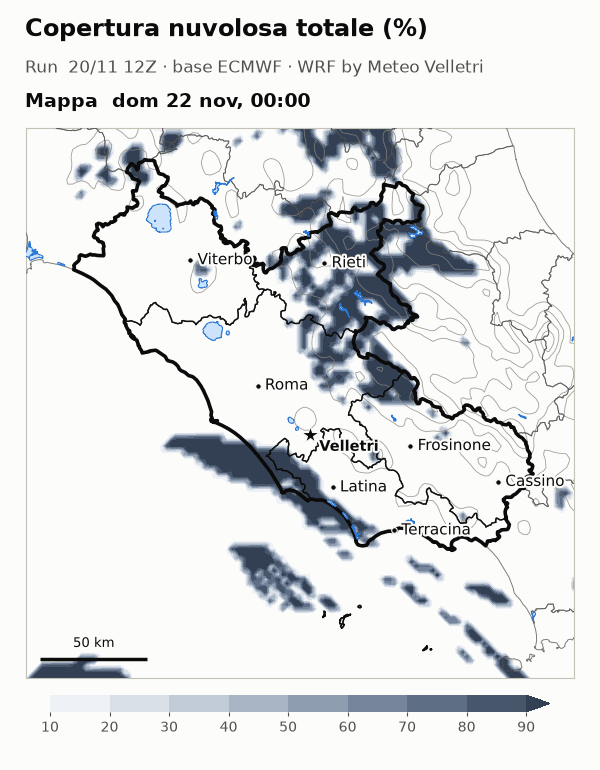 Copertura nuvolosa totale (%)
Run  20/11 12Z · base ECMWF · WRF by Meteo Velletri
Mappa  dom 22 nov, 00:00
Viterbo
Rieti
Roma
Velletri
Frosinone
Latina
Cassino
Terracina
50 km
10 20 30 40 50 60 70 80 90